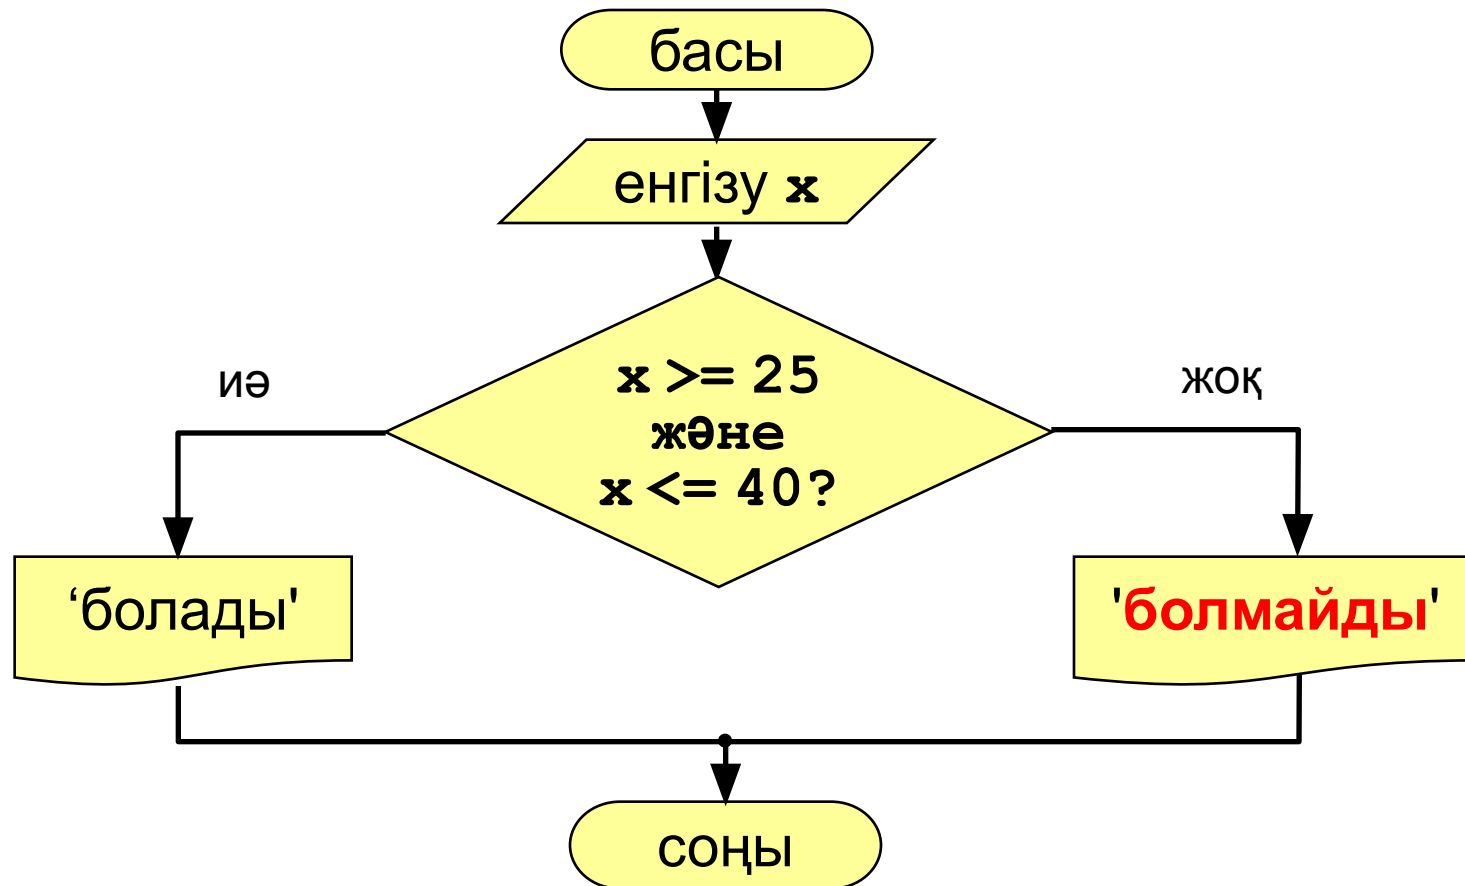 басы
енгізу x
иә
x >= 25
және
x <= 40?
жоқ
‘болады'
'болмайды'
соңы